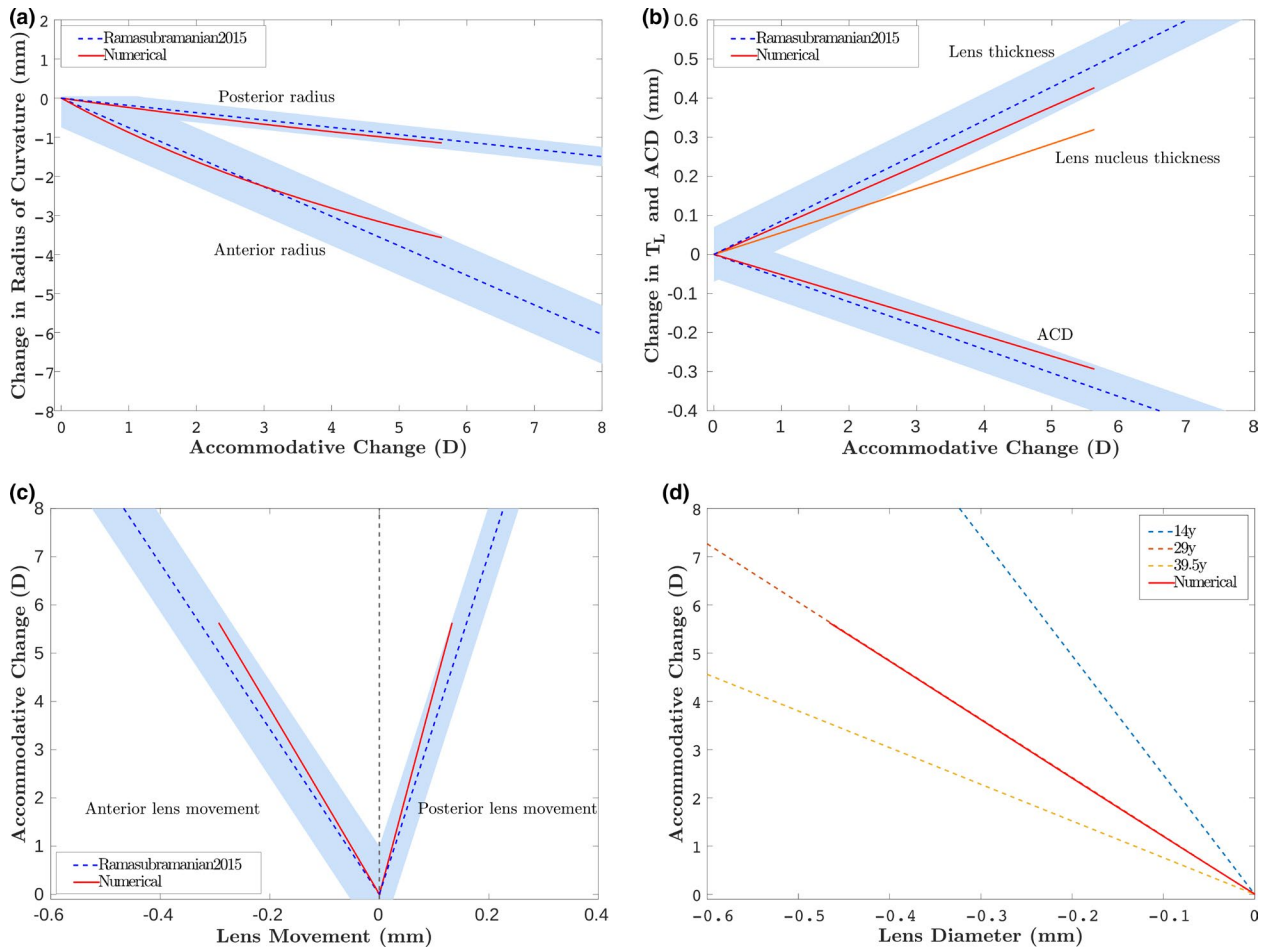 (a)
2
1
0
−1
−2
−3
−4
−5
−6
−7
−8
Change in Radius of Curvature (mm)
Ramasubramanian2015
Numerical
Posterior radius
Anterior radius
0 1 2 3 4 5 6 7 8
Accommodative Change (D)
(b)
0.6
0.5
0.4
0.3
0.2
0.1
0
-0.1
-0.2
-0.3
-0.4
Change in TL and ACD (mm)
Ramasubramanian2015
Numerical
Lens thickness
Lens nucleus thickness
ACD
0 1 2 3 4 5 6 7 8
Accommodative Change (D)
(c)
8
7
6
5
4
3
2
1
0
Accommodative Change (D)
Anterior lens movement
Posterior lens movement
Ramasubramanian2015
Numerical
-0.6 -0.4 -0.2 0 0.2 0.4
Lens Movement (mm)
(d)
8
7
6
5
4
3
2
1
0
Accommodative Change (D)
14y
29y
39.5y
Numerical
−0.6 −0.5 −0.4 −0.3 −0.2 −0.1 0
Lens Diameter (mm)